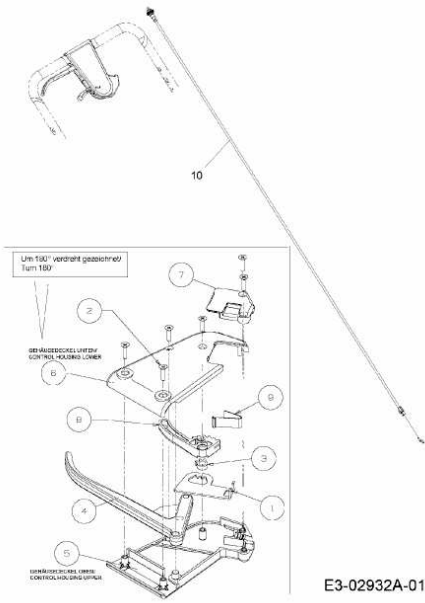 10
Um 180° verdreht gezeichnet/
Turn 180°
7
2
GEHÄUSEDECKEL UNTEN/
CONTROL HOUSING LOWER
6
9
8
3
4
1
5
GEHÄUSEDECKEL OBEN/
CONTROL HOUSING UPPER
E3-02932A-01